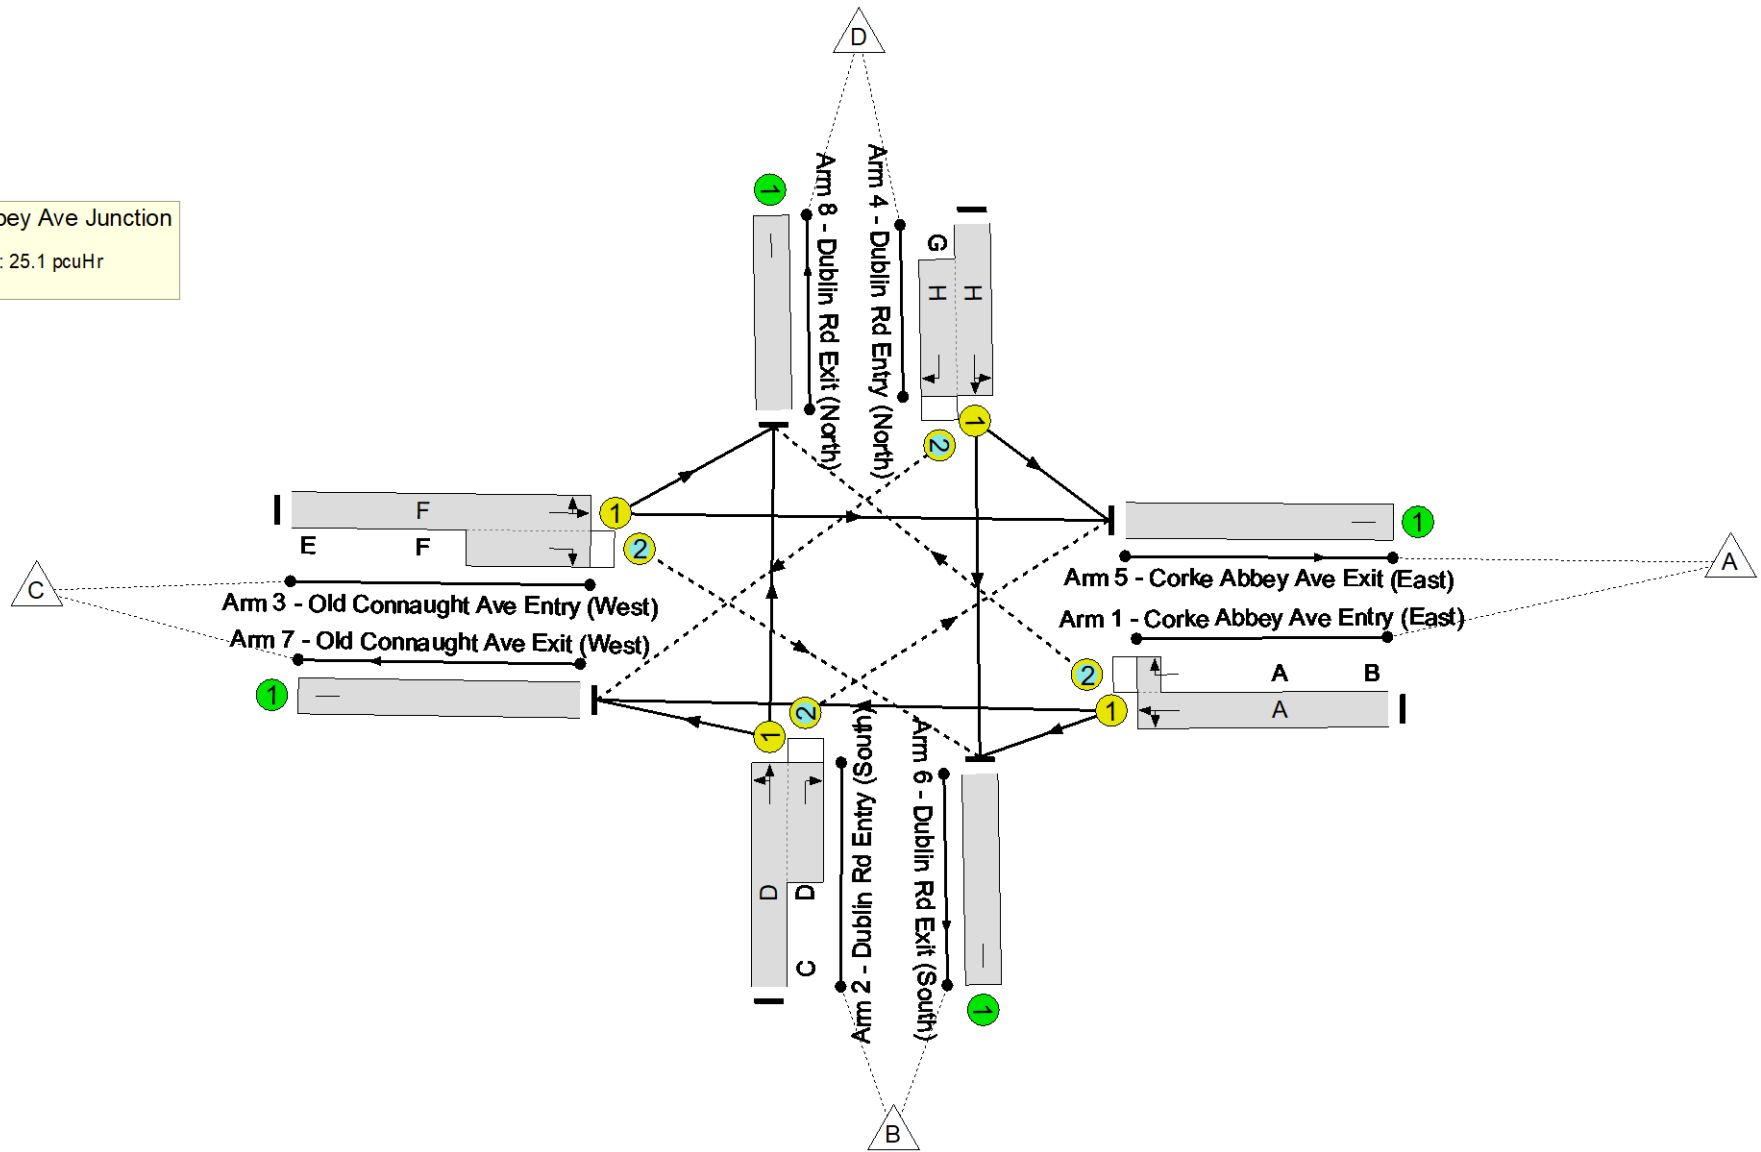 D
bey Ave Junction
: 25.1 pcuHr
1
Arm 8 - Dublin Rd Exit (North)
Arm 4 - Dublin Rd Entry (North)
G
H
H
1
2
F
1
E
F
2
1
Arm 5 - Corke Abbey Ave Exit (East)
A
C
Arm 3 - Old Connaught Ave Entry (West)
Arm 1 - Corke Abbey Ave Entry (East)
Arm 7 - Old Connaught Ave Exit (West)
1
2
A
B
1
2
1
A
D
D
C
Arm 2 - Dublin Rd Entry (South)
Arm 6 - Dublin Rd Exit (South)
1
B